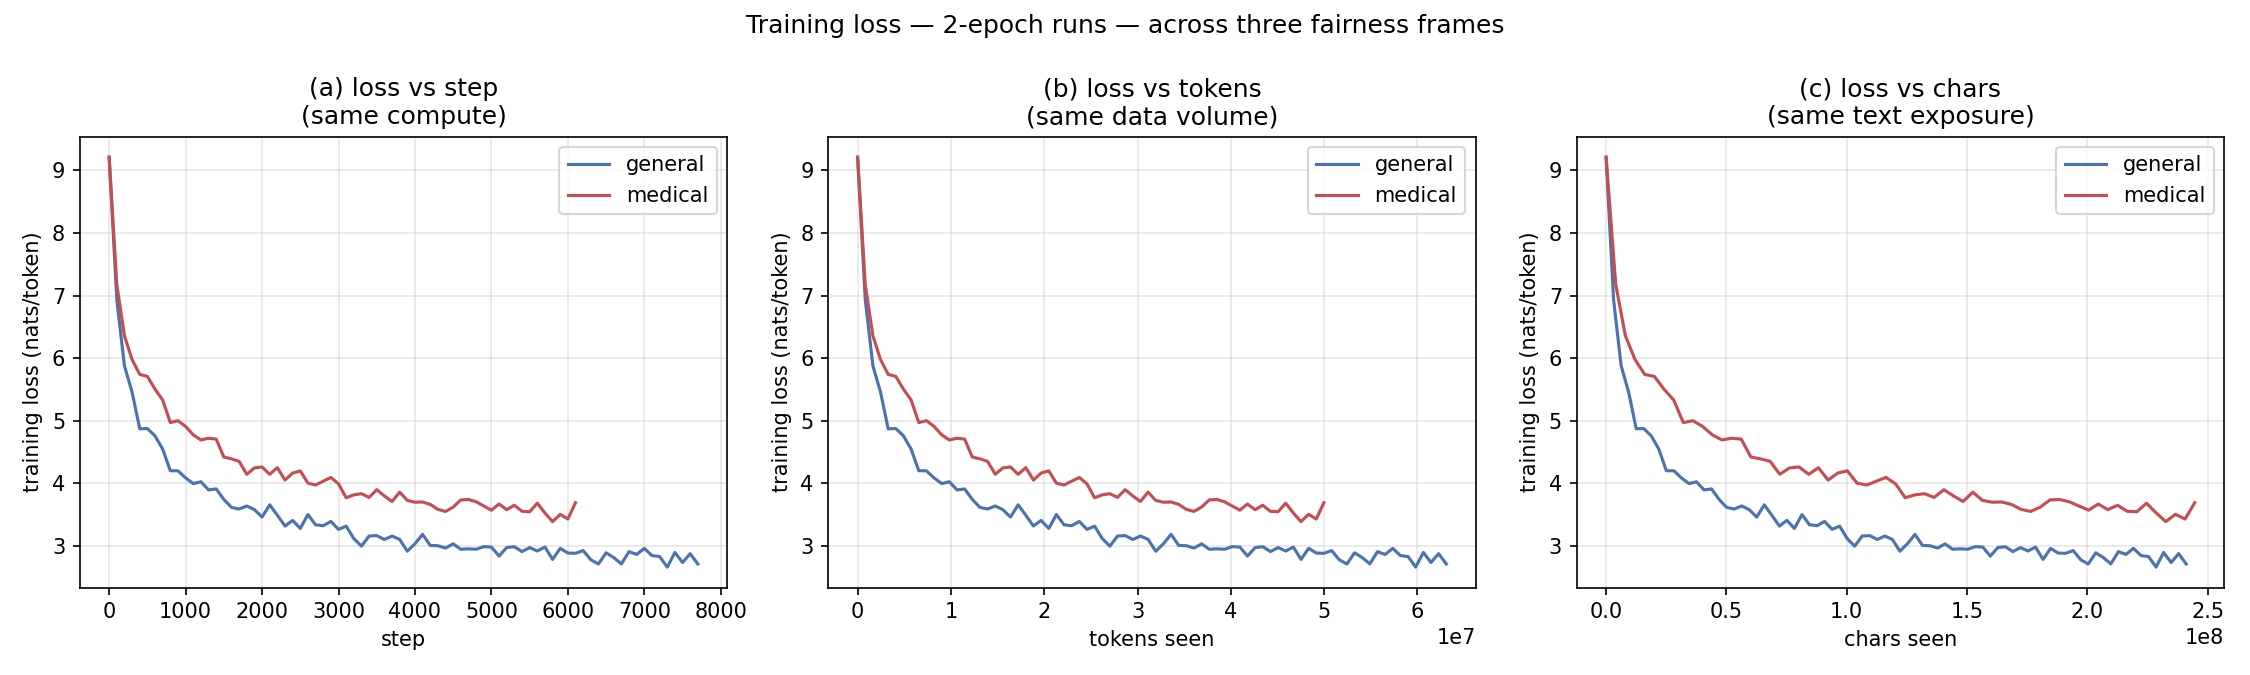 Training loss — 2-epoch runs — across three fairness frames
(a) loss vs step
(same compute)
training loss (nats/token)
9
8
7
6
5
4
3
general
medical
0 1000 2000 3000 4000 5000 6000 7000 8000
step
(b) loss vs tokens
(same data volume)
training loss (nats/token)
9
8
7
6
5
4
3
general
medical
0 1 2 3 4 5 6
1e7
tokens seen
(c) loss vs chars
(same text exposure)
training loss (nats/token)
9
8
7
6
5
4
3
general
medical
0.0 0.5 1.0 1.5 2.0 2.5
1e8
chars seen